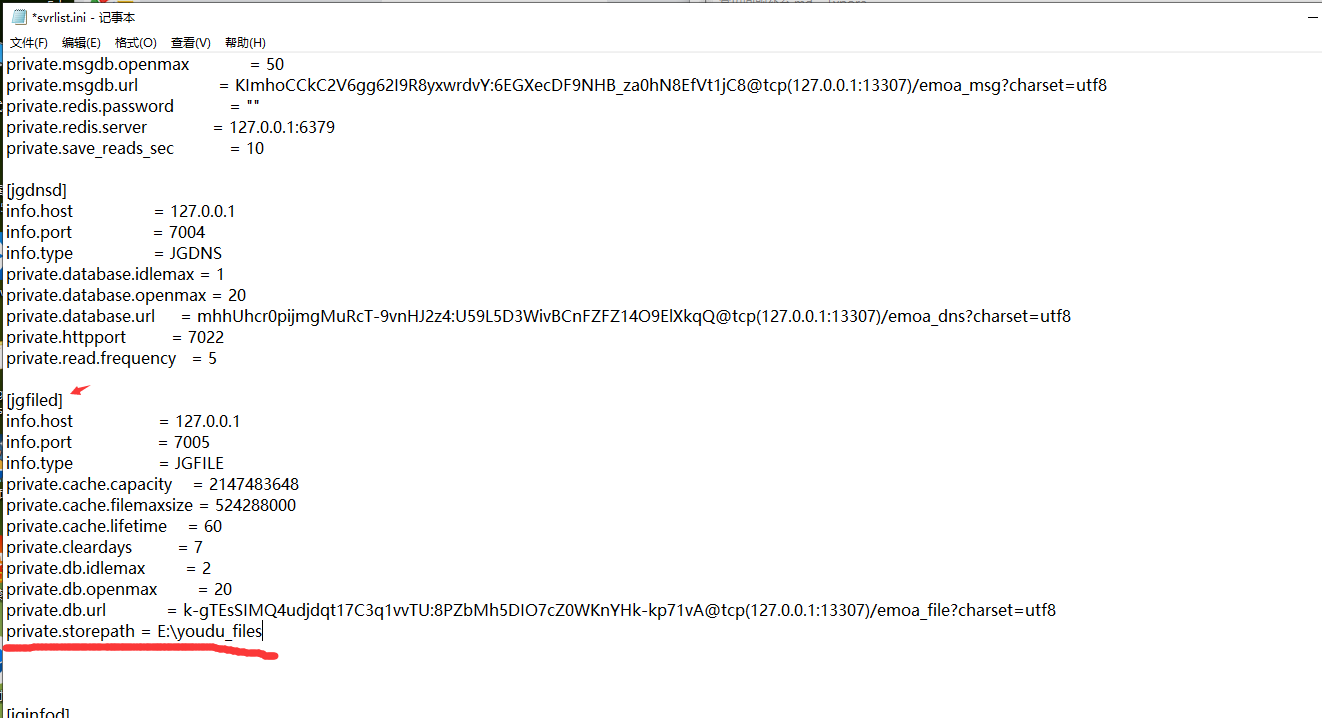 *svrlist.ini - 记事本
文件(F) 编辑(E) 格式(O) 查看(V) 帮助(H)
private.msgdb.openmax = 50
private.msgdb.url = KImhoCCkC2V6gg62I9R8yxwrdvY:6EGXecDF9NHB_za0hN8EfVt1jC8@tcp(127.0.0.1:13307)/emoa_msg?charset=utf8
private.redis.password = ""
private.redis.server = 127.0.0.1:6379
private.save_reads_sec = 10
[jgdnsd]
info.host = 127.0.0.1
info.port = 7004
info.type = JGDNS
private.database.idlemax = 1
private.database.openmax = 20
private.database.url = mhhUhcr0pijmgMuRcT-9vnHJ2z4:U59L5D3WivBCnFZFZ14O9ElXkqQ@tcp(127.0.0.1:13307)/emoa_dns?charset=utf8
private.httpport = 7022
private.read.frequency = 5
[jgfiled]
info.host = 127.0.0.1
info.port = 7005
info.type = JGFILE
private.cache.capacity = 2147483648
private.cache.filemaxsize = 524288000
private.cache.lifetime = 60
private.cleardays = 7
private.db.idlemax = 2
private.db.openmax = 20
private.db.url = k-gTEsSIMQ4udjdqt17C3q1vvTU:8PZbMh5DIO7cZ0WKnYHk-kp71vA@tcp(127.0.0.1:13307)/emoa_file?charset=utf8
private.storepath = E:\youdu_files
[jginfod]